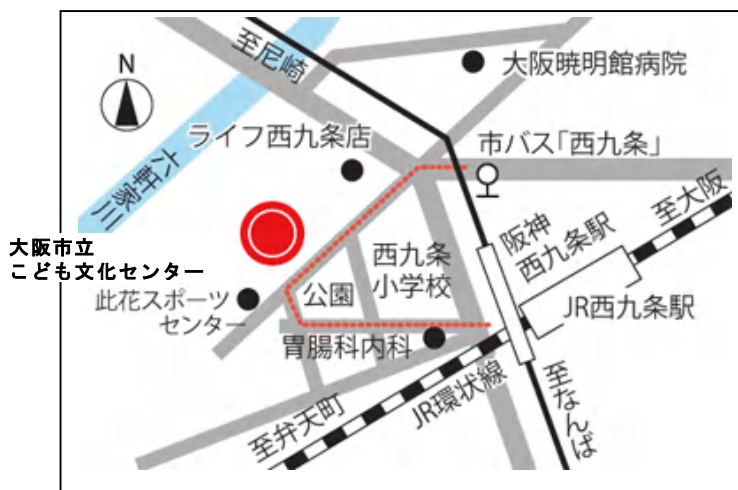 至尼崎
N
大阪暁明館病院
ライフ西九条店
市バス「西九条」
六軒家川
至大阪
大阪市立
こども文化センター
阪神
西九条駅
西九条
小学校
公園
此花スポーツ
センター
JR西九条駅
胃腸科内科
JR環状線
至弁天町
至なんば